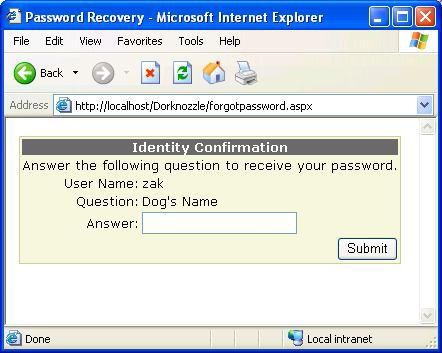 Password Recovery - Microsoft Internet Explorer
File Edit View Favorites Tools Help
Back
Address http://localhost/Dorknozzle/forgotpassword.aspx
Identity Confirmation
Answer the following question to receive your password.
User Name: zak
Question: Dog's Name
Answer:
Submit
Done Local intranet